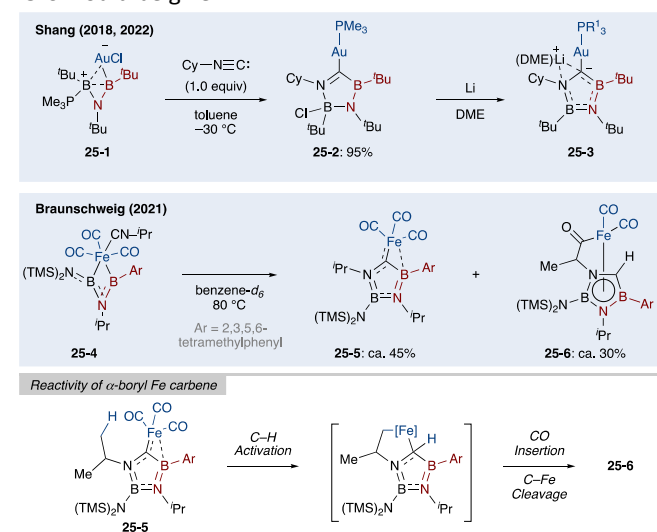 Shang (2018, 2022)
AuCl
tBu
B
+
−
B
tBu
Me3P
N
tBu
25-1
Cy−N≡C:
(1.0 equiv)
toluene
−30 °C
PMe3
Au
Cy
N
B
tBu
Cl
B
N
tBu
tBu
25-2: 95%
Li
DME
PR13
Au
(DME)Li
+
−
Cy
N
B
tBu
B
N
tBu
tBu
25-3
Braunschweig (2021)
OC
CN−iPr
OC
Fe
CO
(TMS)2N
B
B
Ar
N
iPr
25-4
benzene-d6
80 °C
Ar = 2,3,5,6-
tetramethylphenyl
CO
OC
CO
Fe
iPr
N
B
Ar
B
N
(TMS)2N
iPr
25-5: ca. 45%
+
CO
O
Fe
CO
Me
H
N
(TMS)2N
B
B
N
Ar
iPr
25-6: ca. 30%
Reactivity of α-boryl Fe carbene
H
CO
OC
CO
Fe
Me
N
B
Ar
B
N
(TMS)2N
iPr
25-5
C–H
Activation
[Fe]
H
Me
N
B
Ar
B
N
(TMS)2N
iPr
CO
Insertion
C–Fe
Cleavage
25-6